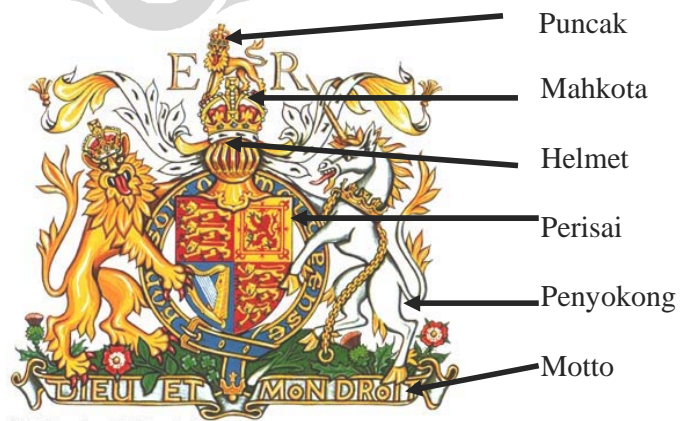 Puncak
E R
Mahkota
Helmet
Perisai
Penyokong
Motto
DIEU ET MON DROIT